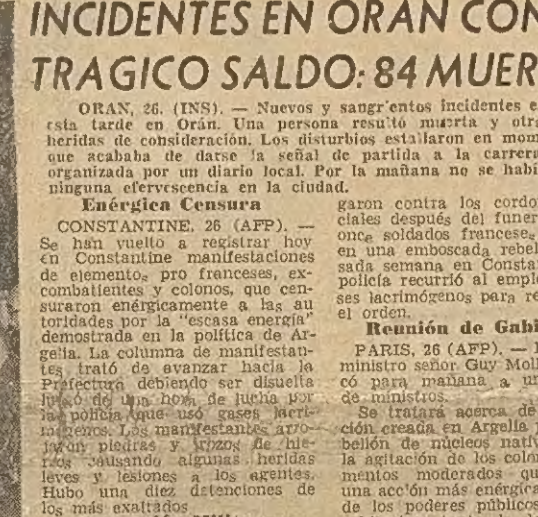 INCIDENTES EN ORAN CON
TRAGICO SALDO: 84 MUER
ORAN, 26. (INS). — Nuevos y sangrientos incidentes e
esta tarde en Orán. Una persona resultó muerta y otra
heridas de consideración. Los disturbios estallaron en mom
que acababa de darse la señal de partida a la carrera
organizada por un diario local. Por la mañana no se habí
ninguna efervescencia en la ciudad.
Enérgica Censura
CONSTANTINE, 26 (AFP). —
Se han vuelto a registrar hoy
en Constantine manifestaciones
de elementos pro franceses, ex-
combatientes y colonos, que cen-
suraron enérgicamente a las au
toridades por la "escasa energía"
demostrada en la política de Ar-
gelia. La columna de manifestan-
tes trató de avanzar hacia la
Prefectura debiendo ser disuelta
luego de una hora de lucha por
la policía que usó gases lacri-
mógenos. Los manifestantes arro-
jaron piedras y trozos de hie-
rros causando algunas heridas
leves y lesiones a los agentes.
Hubo una diez detenciones de
los más exaltados
garon contra los cordo
ciales después del funer
once soldados franceses
en una emboscada rebel
sada semana en Consta
policía recurrió al emple
ses lacrimógenos para re
el orden.
Reunión de Gabi
PARIS, 26 (AFP). —
ministro señor Guy Moll
có para mañana a un
de ministros.
Se tratará acerca de
ción creada en Argelia y
belión de núcleos nativ
la agitación de los colon
mentos moderados qu
una acción más enérgica
de los poderes públicos